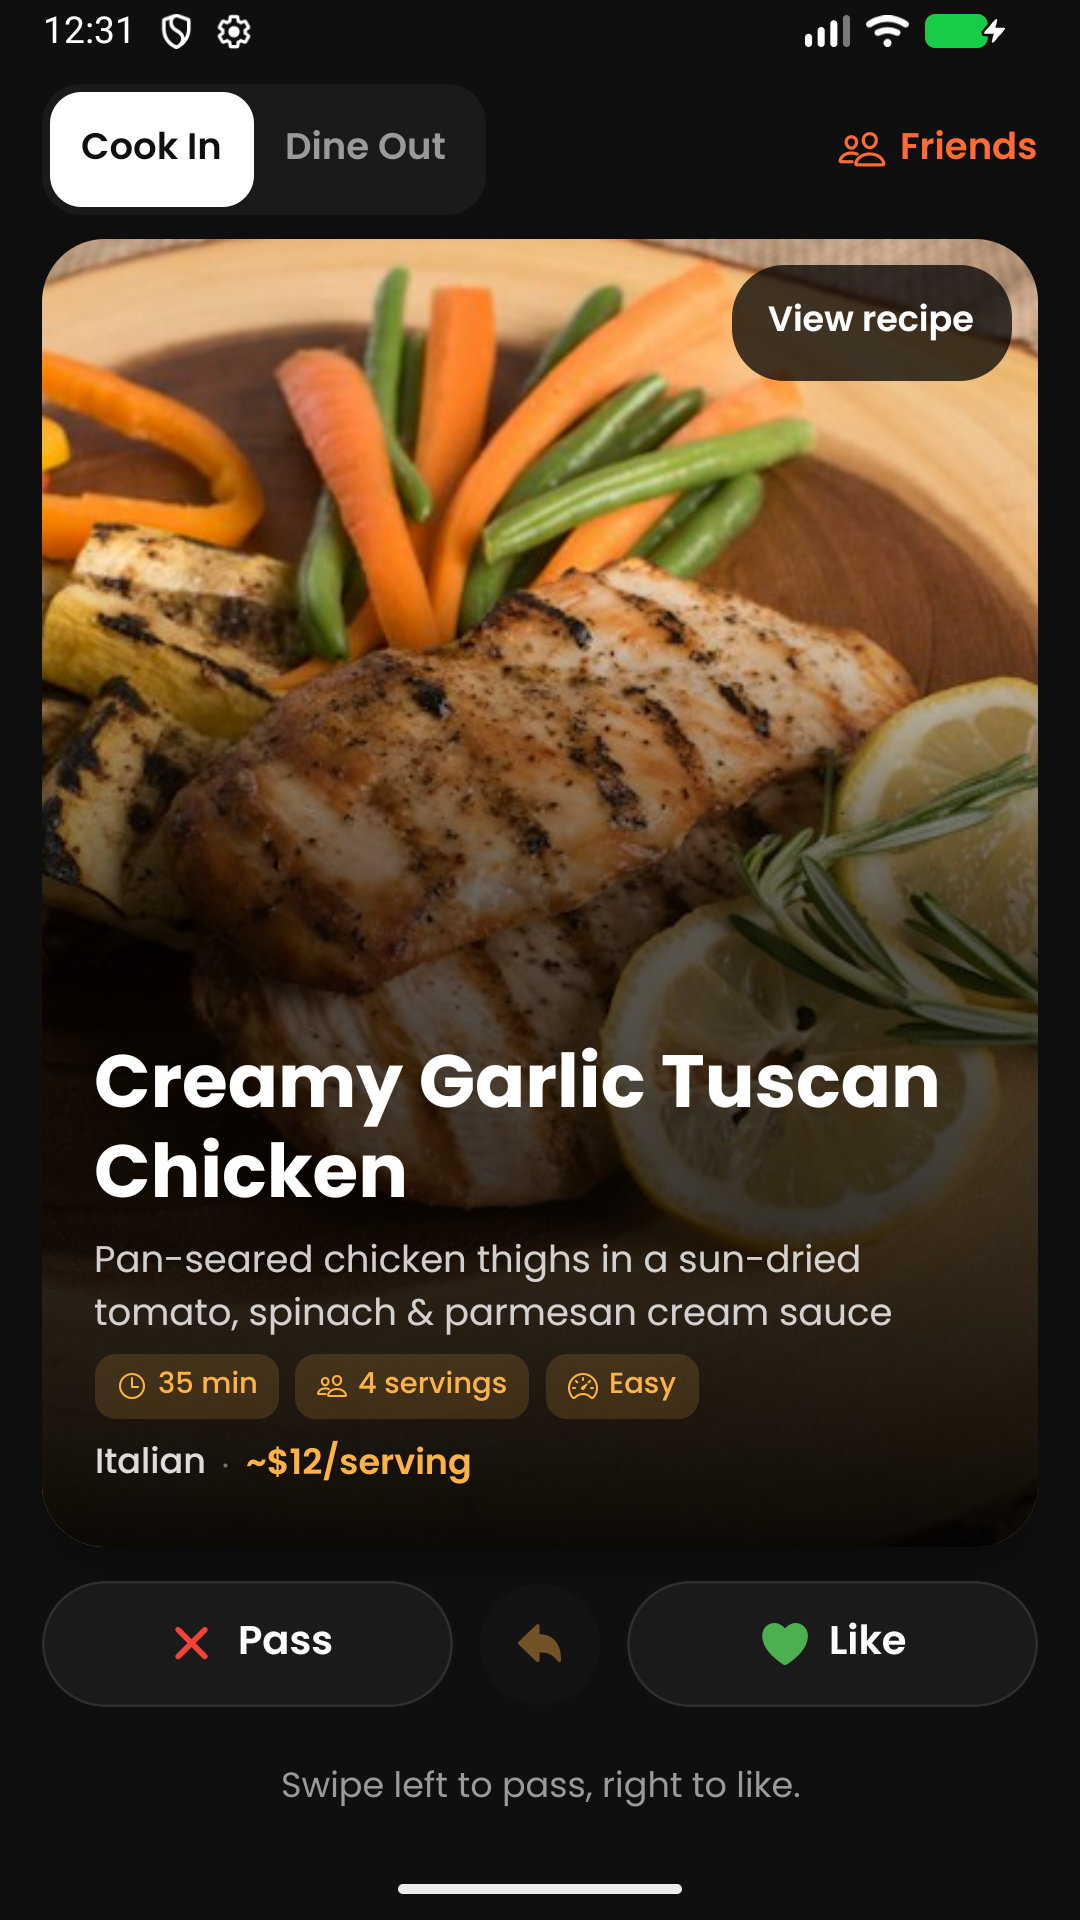 12:31
Cook In
Dine Out
Friends
View recipe
Creamy Garlic Tuscan
Chicken
Pan-seared chicken thighs in a sun-dried
tomato, spinach & parmesan cream sauce
35 min
4 servings
Easy
Italian · ~$12/serving
Pass
Like
Swipe left to pass, right to like.